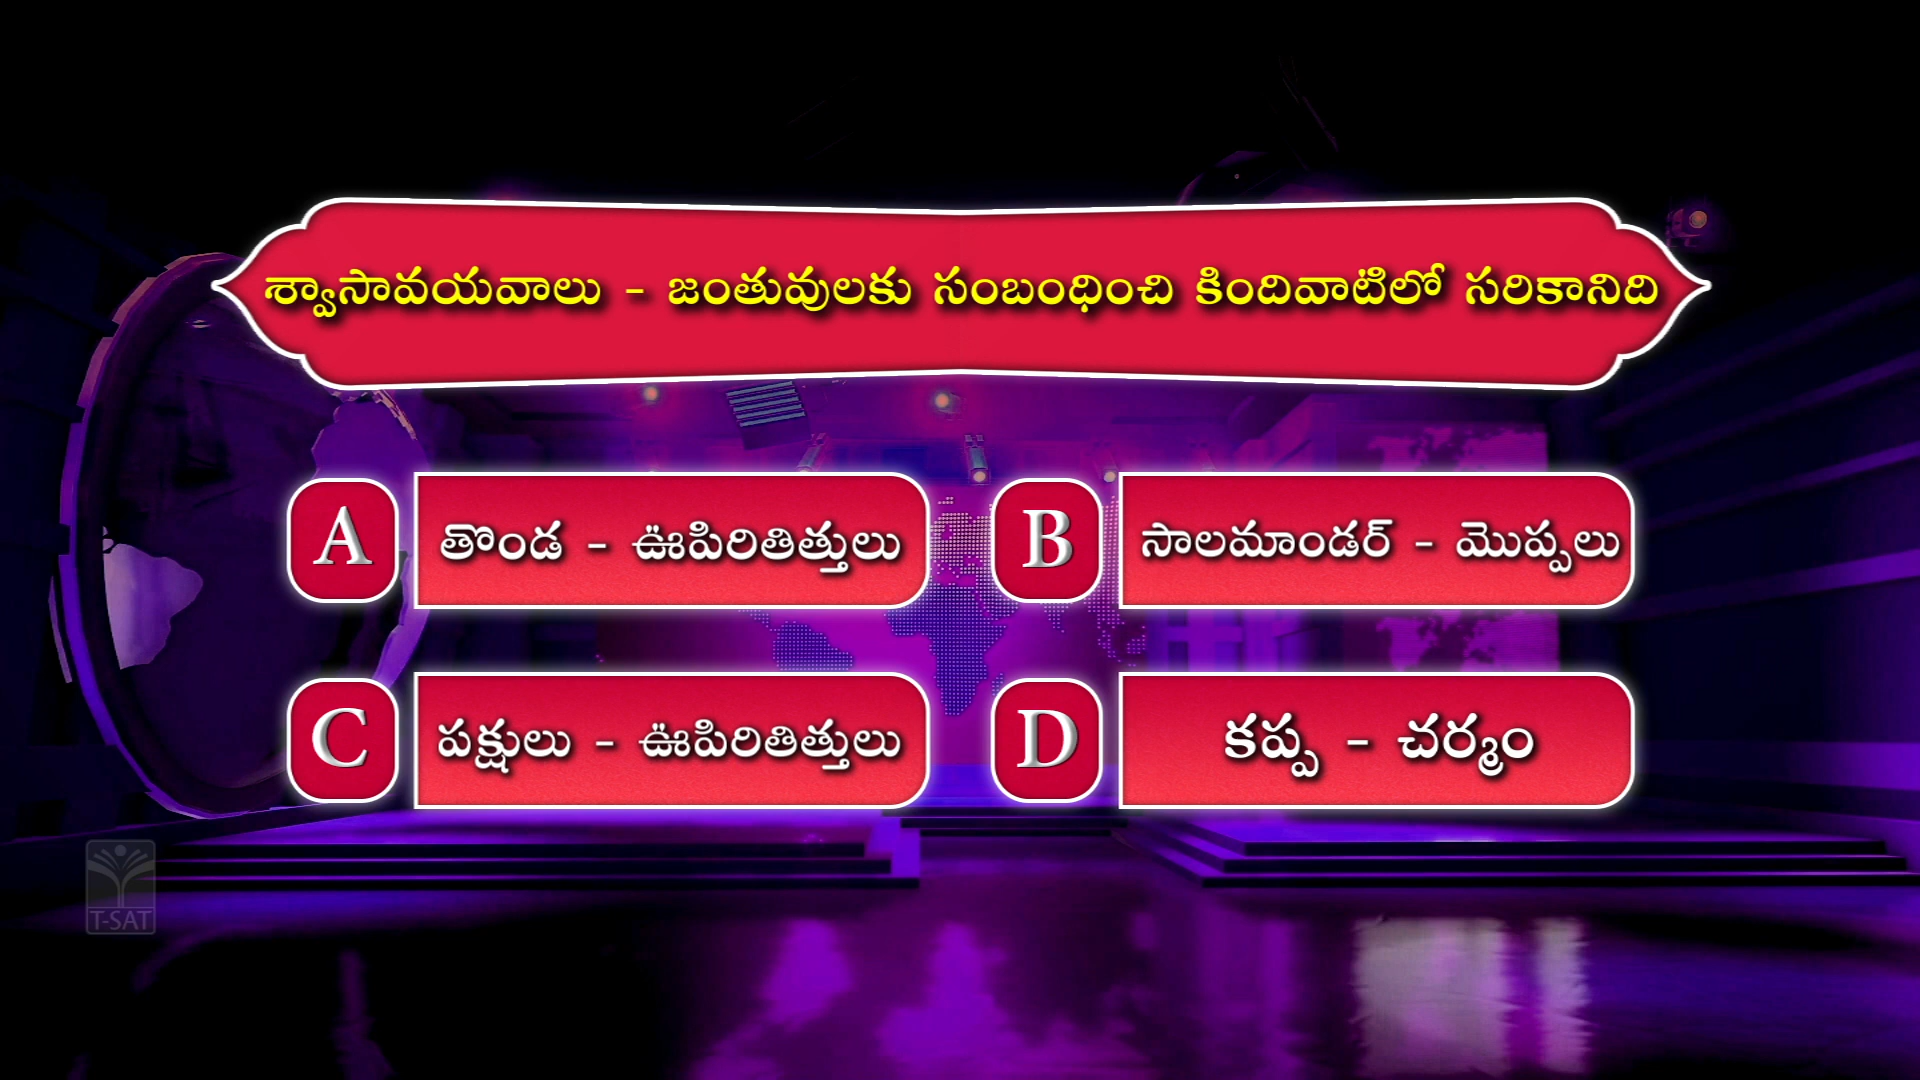 శ్వాసావయవాలు - జంతువులకు సంబంధించి కిందివాటిలో సరికానిది
A తొండ - ఊపిరితిత్తులు
B సాలమాండర్ - మొప్పలు
C పక్షులు - ఊపిరితిత్తులు
D కప్ప - చర్మం
T-SAT